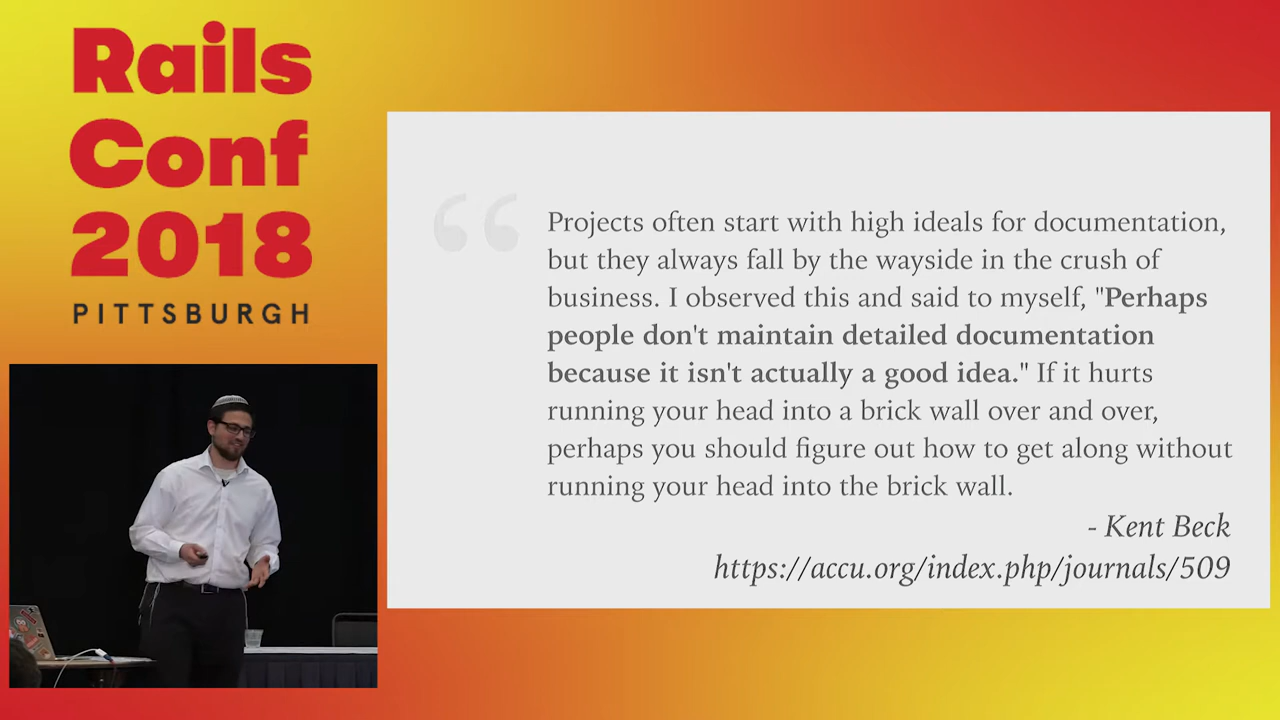 Rails
Conf
2018
PITTSBURGH
“
Projects often start with high ideals for documentation,
but they always fall by the wayside in the crush of
business. I observed this and said to myself, "Perhaps
people don't maintain detailed documentation
because it isn't actually a good idea." If it hurts
running your head into a brick wall over and over,
perhaps you should figure out how to get along without
running your head into the brick wall.
- Kent Beck
https://accu.org/index.php/journals/509